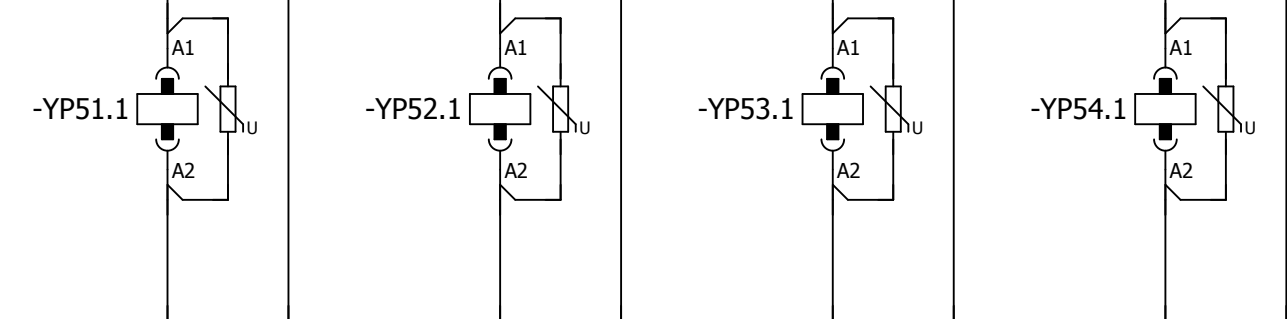 A1 A1 A1 A1
-YP51.1 -YP52.1 -YP53.1 -YP54.1
U U U U
A2 A2 A2 A2